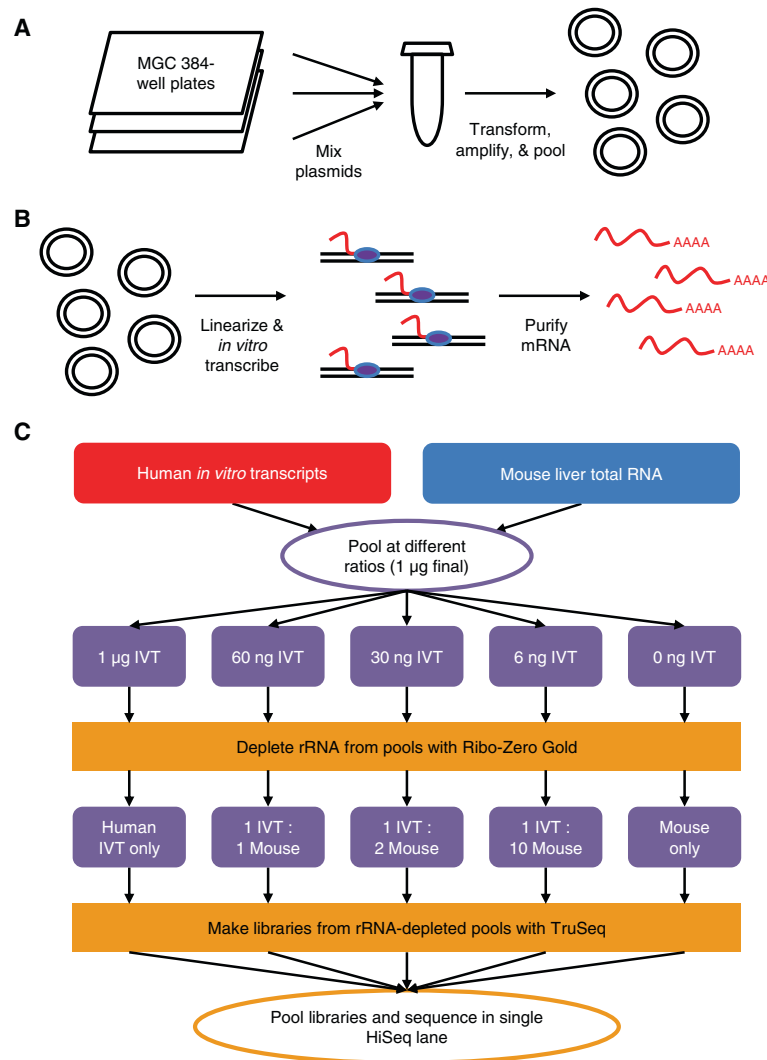 A
MGC 384-
well plates
Mix
plasmids
Transform,
amplify, & pool
B
Linearize &
in vitro
transcribe
Purify
mRNA
AAAA
AAAA
AAAA
AAAA
C
Human in vitro transcripts
Mouse liver total RNA
Pool at different
ratios (1 µg final)
1 µg IVT
60 ng IVT
30 ng IVT
6 ng IVT
0 ng IVT
Deplete rRNA from pools with Ribo-Zero Gold
Human
IVT only
1 IVT :
1 Mouse
1 IVT :
2 Mouse
1 IVT :
10 Mouse
Mouse
only
Make libraries from rRNA-depleted pools with TruSeq
Pool libraries and sequence in single
HiSeq lane